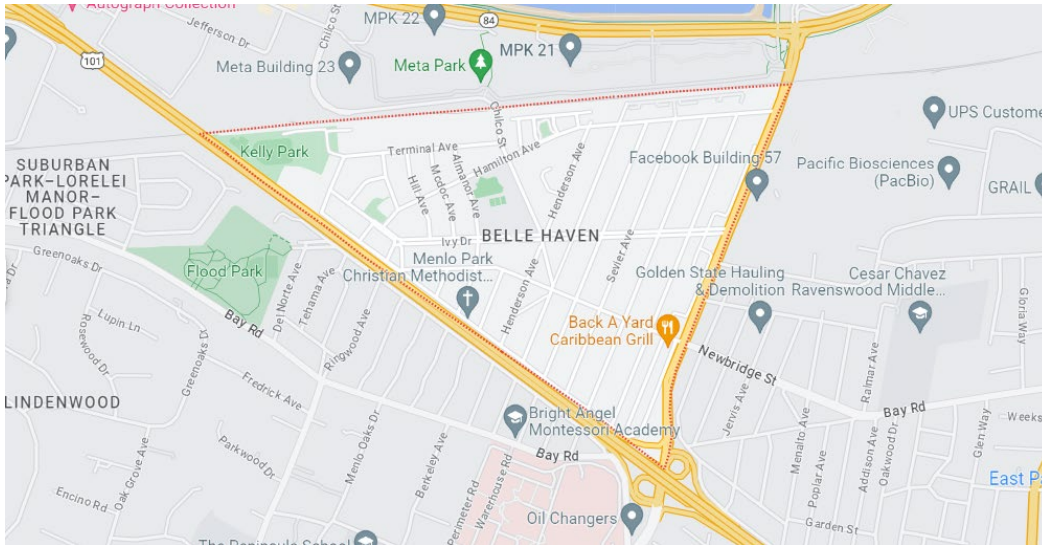 Autograph Collection
Jefferson Dr
Chilco St
MPK 22
84
MPK 21
101
Meta Building 23
Meta Park
Chilco St
UPS Custome
Kelly Park
Terminal Ave
Hamilton Ave
Henderson Ave
Facebook Building 57
Pacific Biosciences
(PacBio)
GRAIL
SUBURBAN
PARK-LORELEI
MANOR-
FLOOD PARK
TRIANGLE
Hill Ave
Modoc Ave
Almanor Ave
Ivy Dr
BELLE HAVEN
Sevier Ave
Greenoaks Dr
Flood Park
Menlo Park
Christian Methodist...
Golden State Hauling
& Demolition
Cesar Chavez
Ravenswood Middle...
Gloria Way
Del Norte Ave
Tehama Ave
Henderson Ave
Bay Rd
Lupin Ln
Rosewood Dr
Greenoaks Dr
Ringwood Ave
Back A Yard
Caribbean Grill
Newbridge St
Ralmar Ave
LINDENWOOD
Fredrick Ave
Bright Angel
Montessori Academy
Jervis Ave
Bay Rd
Weeks
Parkwood Dr
Menlo Oaks Dr
Berkeley Ave
Bay Rd
Menalto Ave
Poplar Ave
Addison Ave
Oakwood Dr
Glen Way
Oak Grove Ave
Encino Rd
Perimeter Rd
Warehouse Rd
East Pa
Oil Changers
Garden St
The Peninsula School